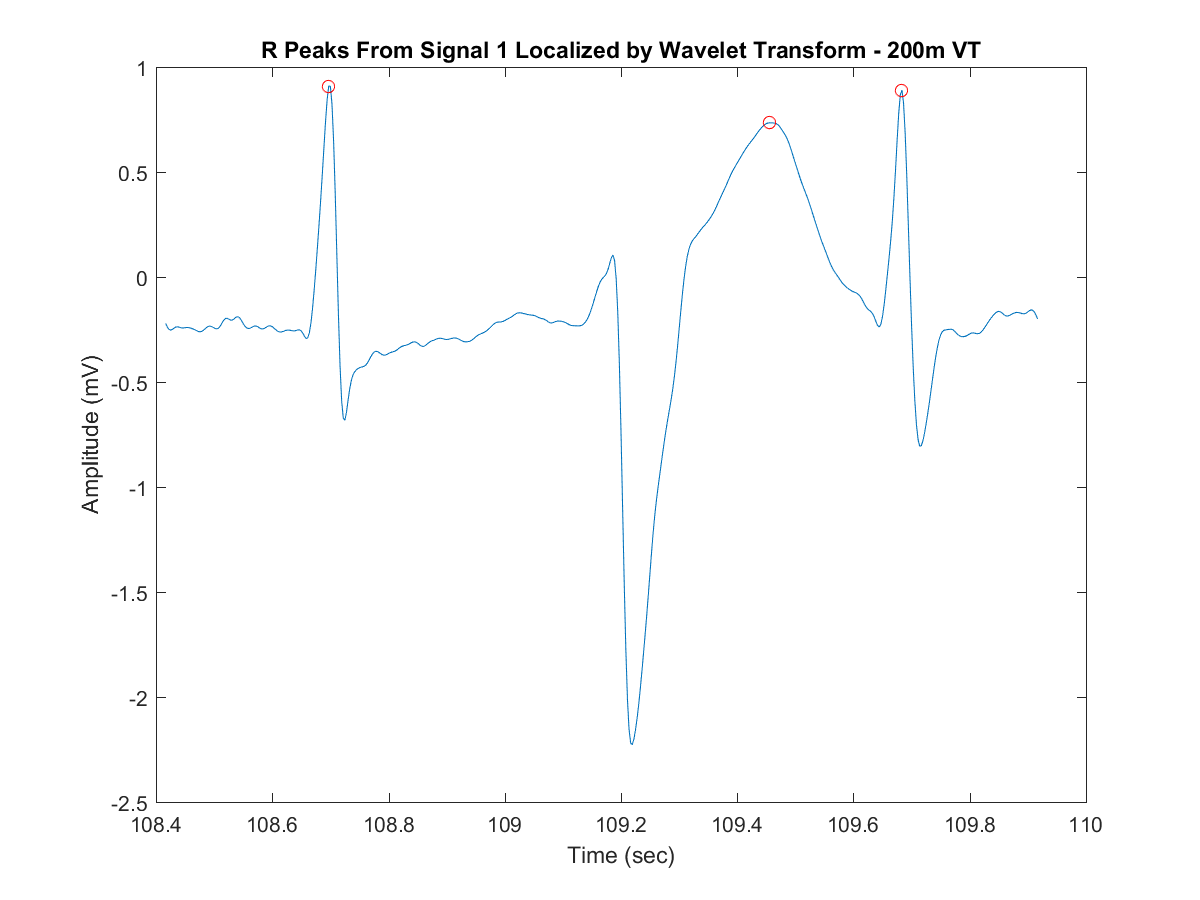 R Peaks From Signal 1 Localized by Wavelet Transform - 200m VT
1
0.5
0
-0.5
-1
-1.5
-2
-2.5
Amplitude (mV)
108.4 108.6 108.8 109 109.2 109.4 109.6 109.8 110
Time (sec)